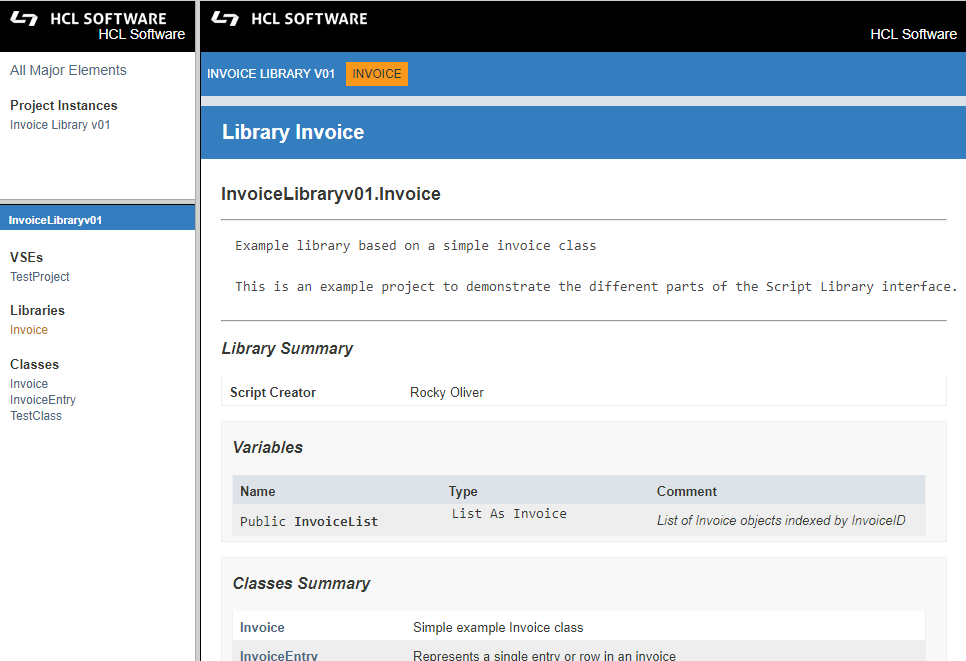 HCL SOFTWARE
HCL Software
All Major Elements
Project Instances
Invoice Library v01
InvoiceLibraryv01
VSEs
TestProject
Libraries
Invoice
Classes
Invoice
InvoiceEntry
TestClass
HCL SOFTWARE
HCL Software
INVOICE LIBRARY V01 INVOICE
Library Invoice
InvoiceLibraryv01.Invoice
Example library based on a simple invoice class
This is an example project to demonstrate the different parts of the Script Library interface.
Library Summary
Script Creator Rocky Oliver
Variables
Name Type Comment
Public InvoiceList List As Invoice List of Invoice objects indexed by InvoiceID
Classes Summary
Invoice Simple example Invoice class
InvoiceEntry Represents a single entry or row in an invoice